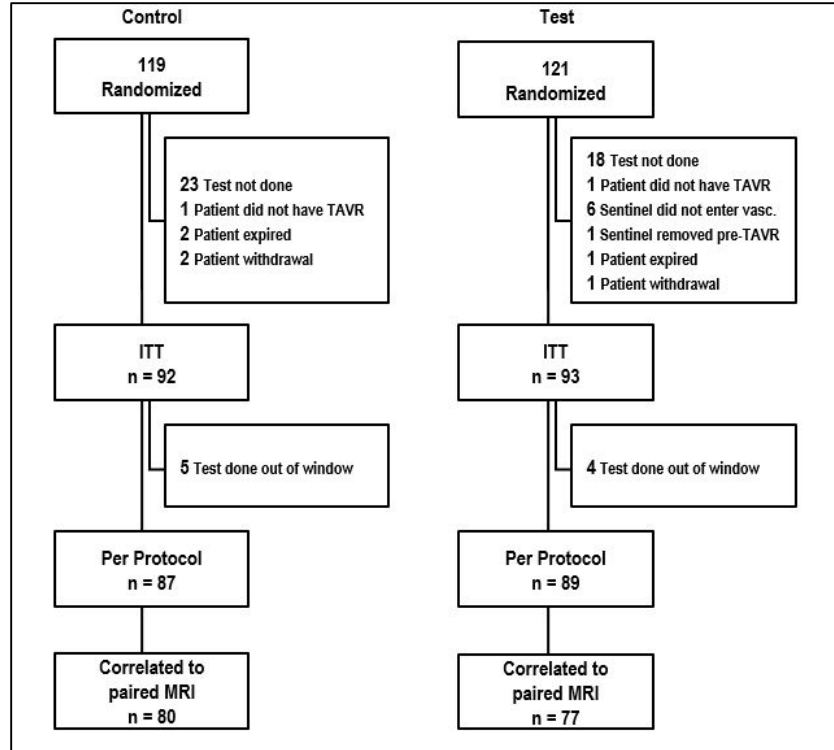 Control
119
Randomized
23 Test not done
1 Patient did not have TAVR
2 Patient expired
2 Patient withdrawal
ITT
n = 92
5 Test done out of window
Per Protocol
n = 87
Correlated to
paired MRI
n = 80
Test
121
Randomized
18 Test not done
1 Patient did not have TAVR
6 Sentinel did not enter vasc.
1 Sentinel removed pre-TAVR
1 Patient expired
1 Patient withdrawal
ITT
n = 93
4 Test done out of window
Per Protocol
n = 89
Correlated to
paired MRI
n = 77